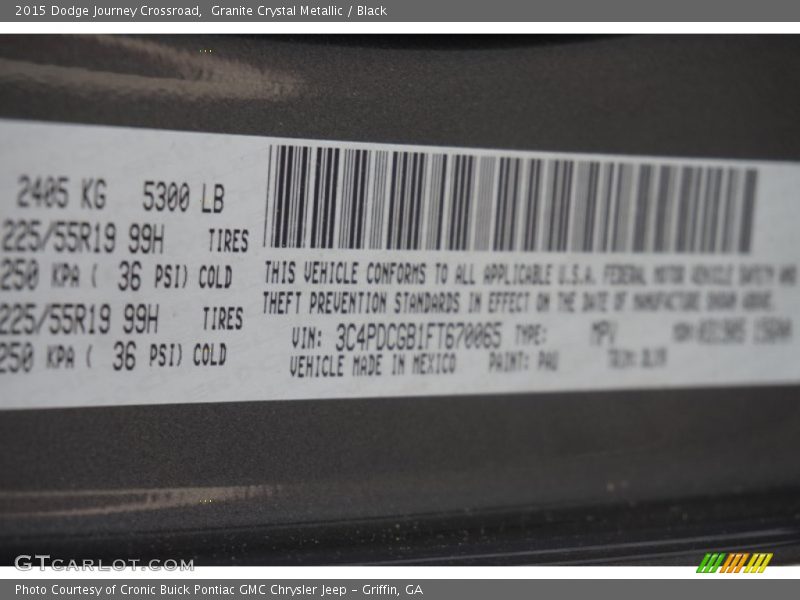 2015 Dodge Journey Crossroad,  Granite Crystal Metallic / Black
2405 KG  5300 LB
225/55R19 99H  TIRES
250 KPA ( 36 PSI) COLD
225/55R19 99H  TIRES
250 KPA ( 36 PSI) COLD
THIS VEHICLE CONFORMS TO ALL APPLICABLE U.S.A. FEDERAL MOTOR VEHICLE SAFETY AND
THEFT PREVENTION STANDARDS IN EFFECT ON THE DATE OF MANUFACTURE SHOWN ABOVE.
VIN: 3C4PDCGB1FT670065 TYPE: MPV
VEHICLE MADE IN MEXICO  PAINT: PAU
GTCARLOT.COM
Photo Courtesy of Cronic Buick Pontiac GMC Chrysler Jeep - Griffin, GA